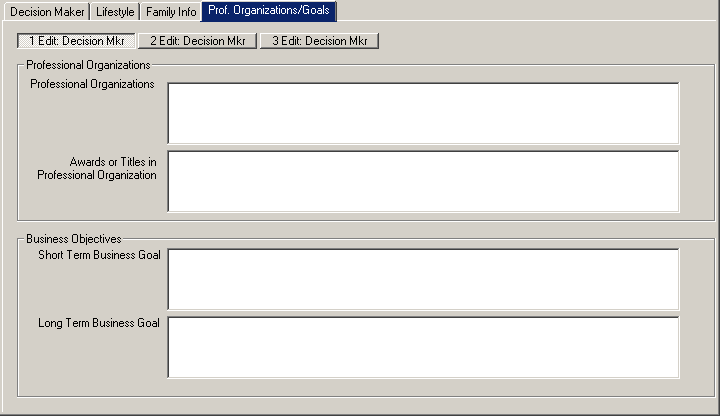 Decision Maker Lifestyle Family Info Prof. Organizations/Goals
1 Edit: Decision Mkr 2 Edit: Decision Mkr 3 Edit: Decision Mkr
Professional Organizations
Professional Organizations
Awards or Titles in
Professional Organization
Business Objectives
Short Term Business Goal
Long Term Business Goal